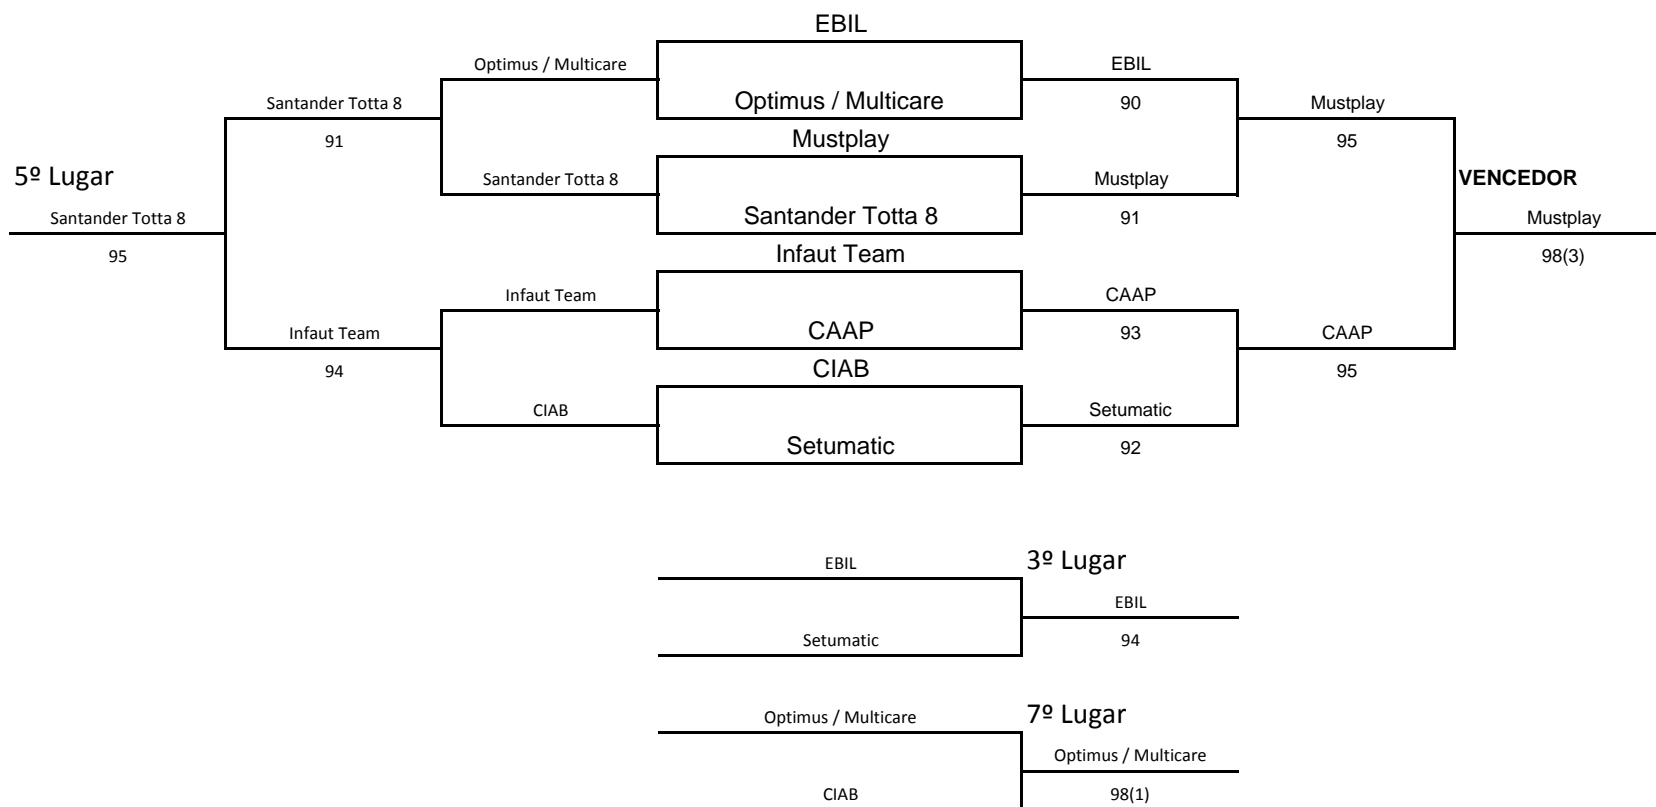 EBIL
Optimus / Multicare
EBIL
Santander Totta 8
Optimus / Multicare
90
Mustplay
91
Mustplay
95
5º Lugar
Santander Totta 8
Mustplay
VENCEDOR
Santander Totta 8
Santander Totta 8
91
Mustplay
95
Infaut Team
98(3)
Infaut Team
CAAP
Infaut Team
CAAP
93
CAAP
94
CIAB
95
CIAB
Setumatic
Setumatic
92
EBIL
3º Lugar
EBIL
Setumatic
94
Optimus / Multicare
7º Lugar
Optimus / Multicare
CIAB
98(1)